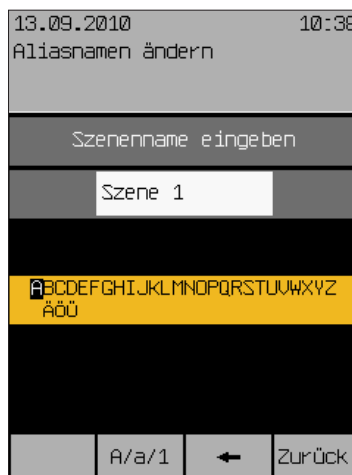 13.09.2010 10:38
Aliasnamen ändern
Szenenname eingeben
Szene 1
ABCDEFGHIJKLMNOPQRSTUVWXYZ
ÄÖÜ
A/a/1 ← Zurück